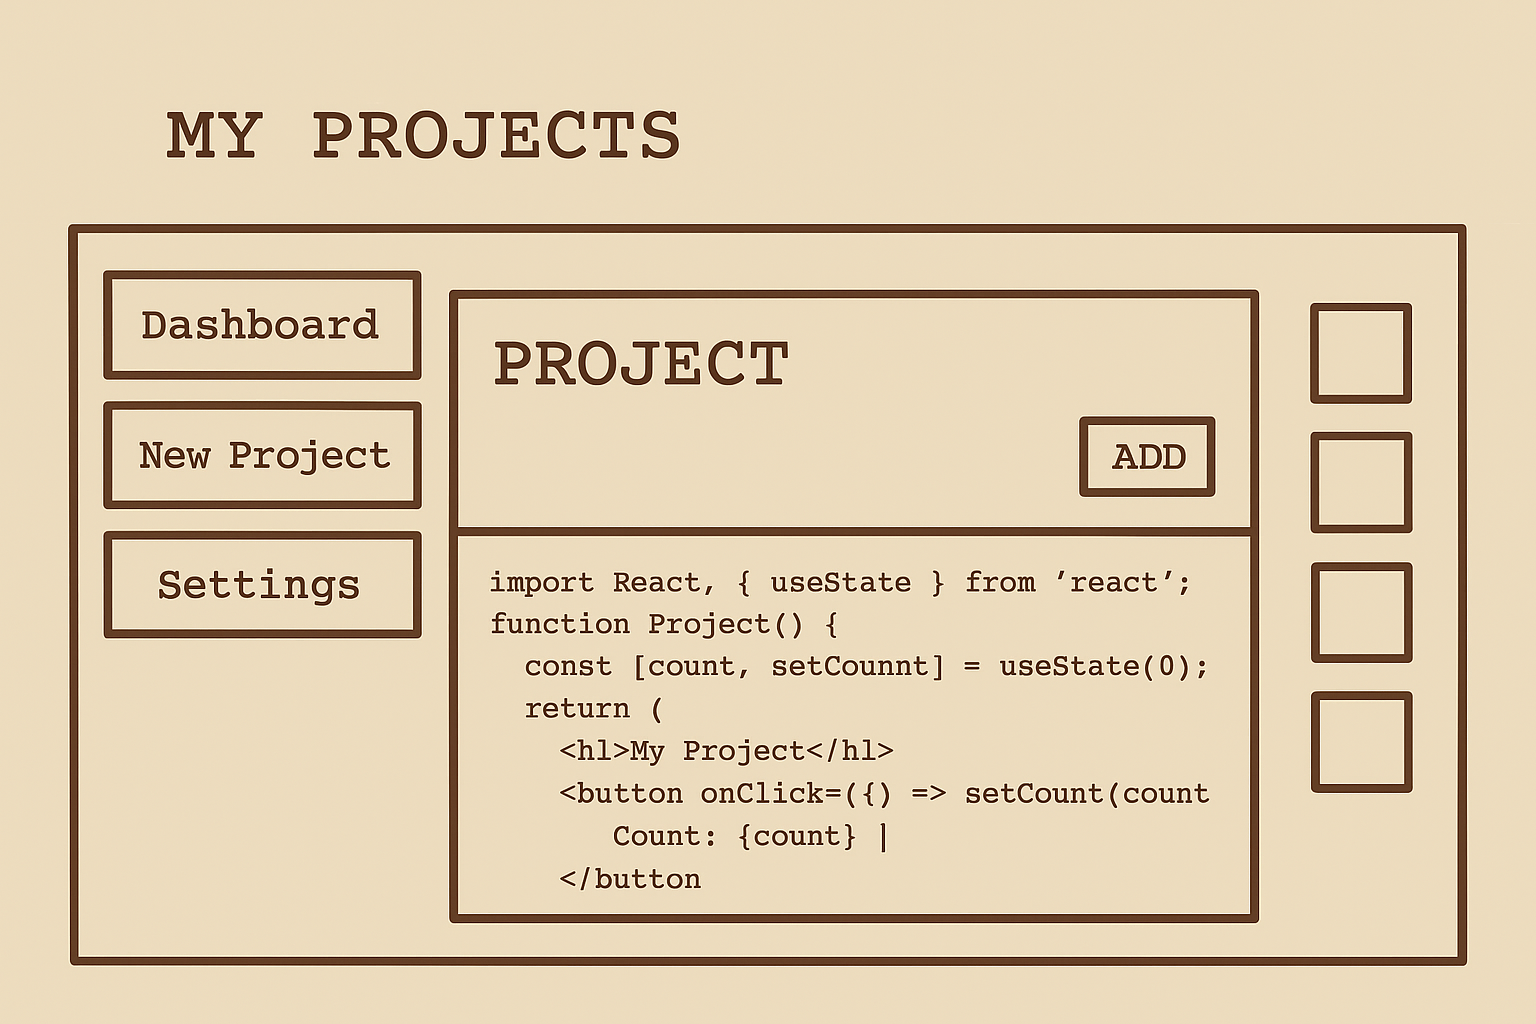 MY PROJECTS
Dashboard
New Project
Settings
PROJECT
ADD
import React, { useState } from ’react’;
function Project() {
  const [count, setCounnt] = useState(0);
  return (
    <hl>My Project</hl>
    <button onClick=({) => setCount(count
       Count: {count} |
    </button